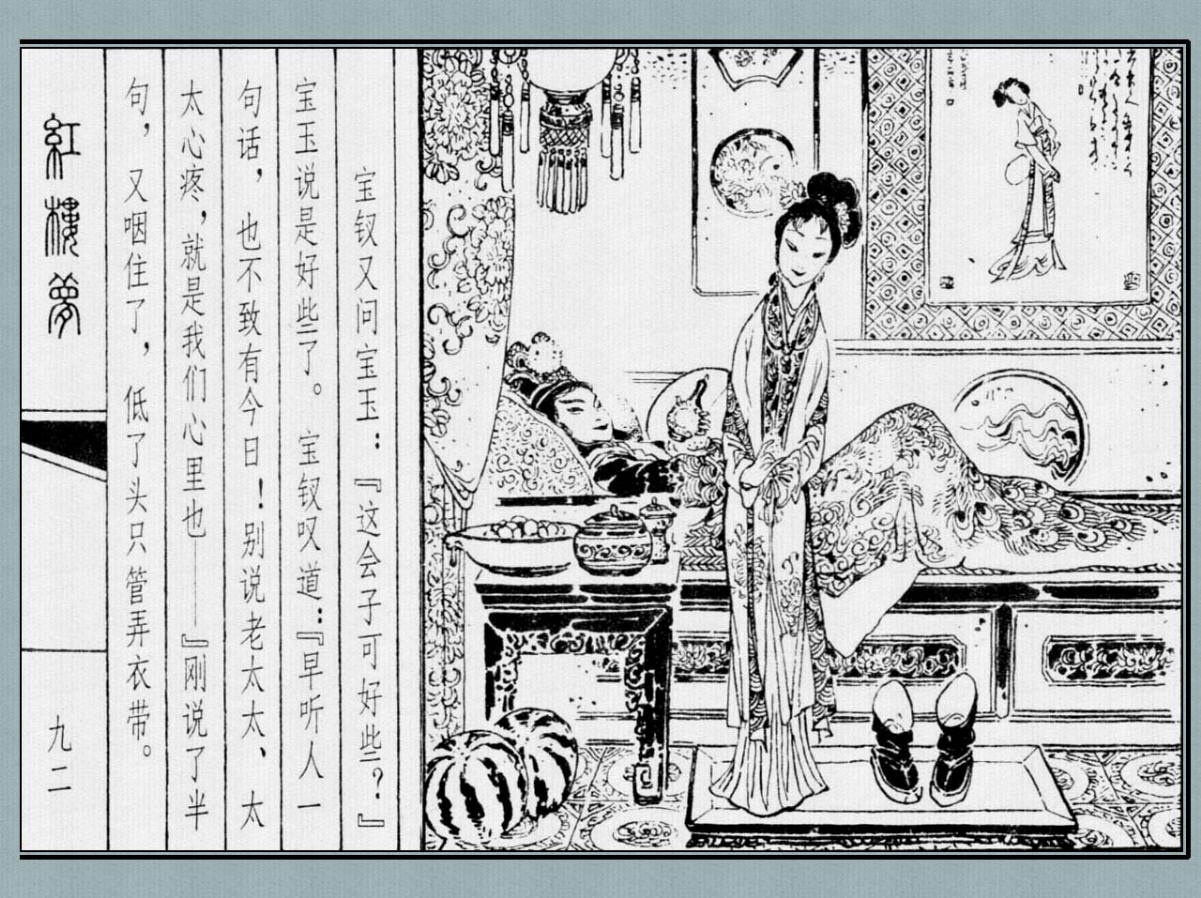 宝钗又问宝玉：『这会子可好些？』
宝玉说是好些了。宝钗叹道：『早听人一
句话，也不致有今日！别说老太太、太
太心疼，就是我们心里也——』刚说了半
句，又咽住了，低了头只管弄衣带。
紅樓夢
九二